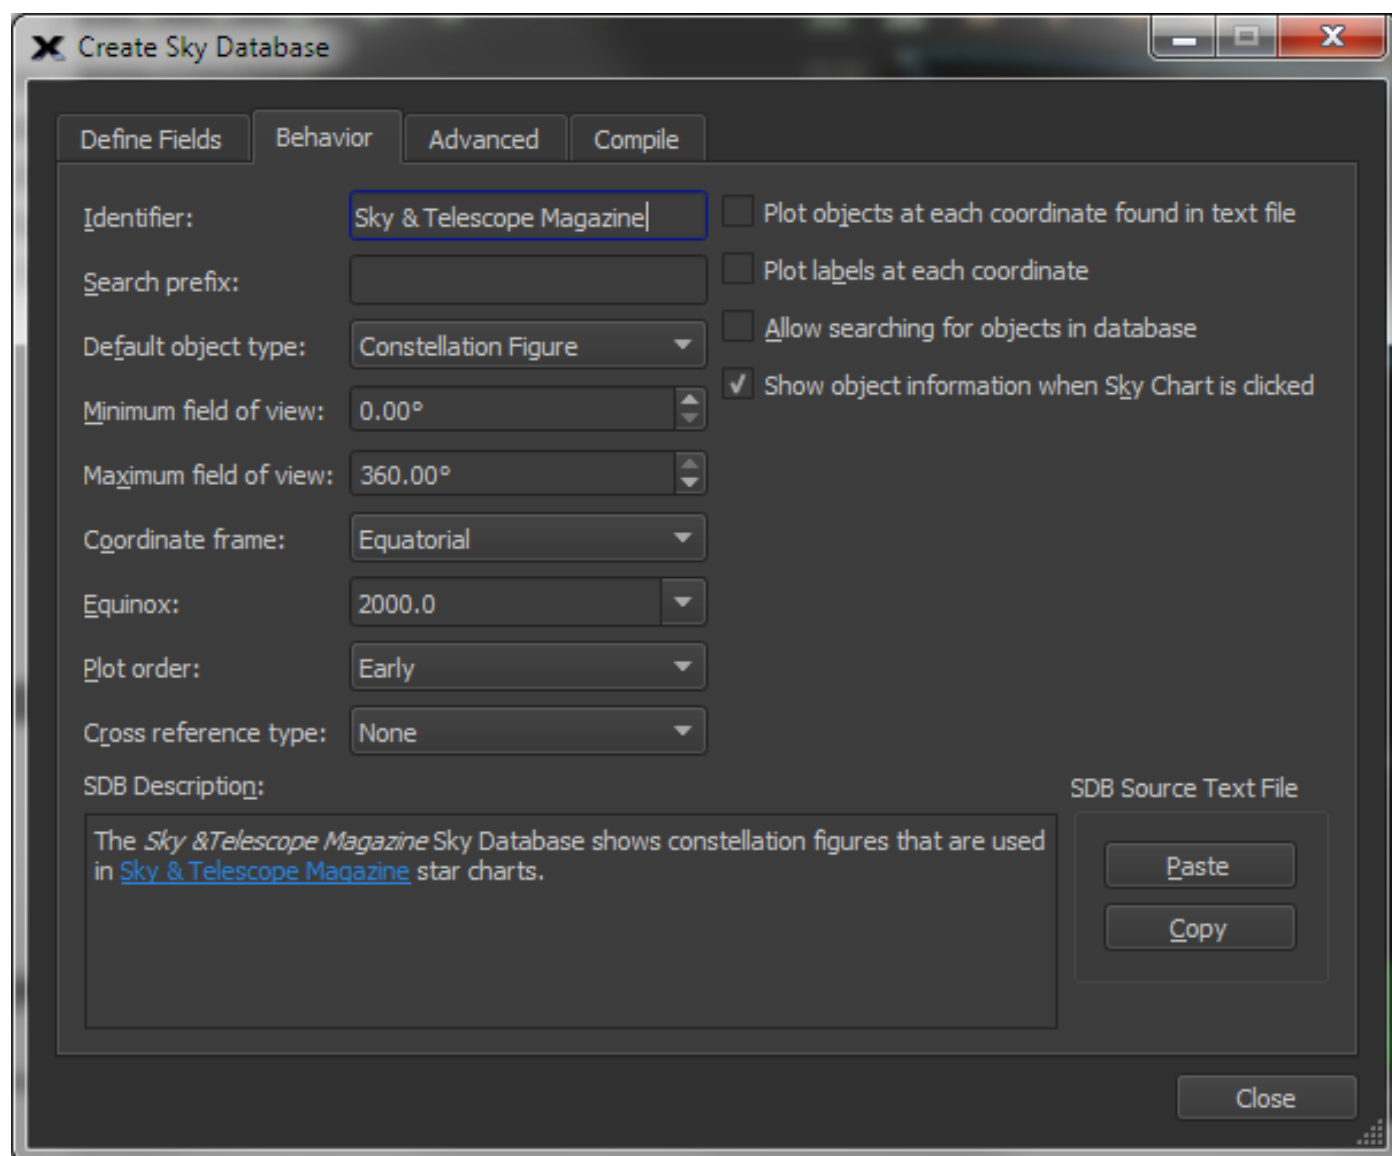 Create Sky Database
Define Fields
Behavior
Advanced
Compile
Identifier:
Sky & Telescope Magazine
Search prefix:
Default object type:
Constellation Figure
Minimum field of view:
0.00°
Maximum field of view:
360.00°
Coordinate frame:
Equatorial
Equinox:
2000.0
Plot order:
Early
Cross reference type:
None
Plot objects at each coordinate found in text file
Plot labels at each coordinate
Allow searching for objects in database
Show object information when Sky Chart is clicked
SDB Description:
The Sky &Telescope Magazine Sky Database shows constellation figures that are used
in Sky & Telescope Magazine star charts.
SDB Source Text File
Paste
Copy
Close